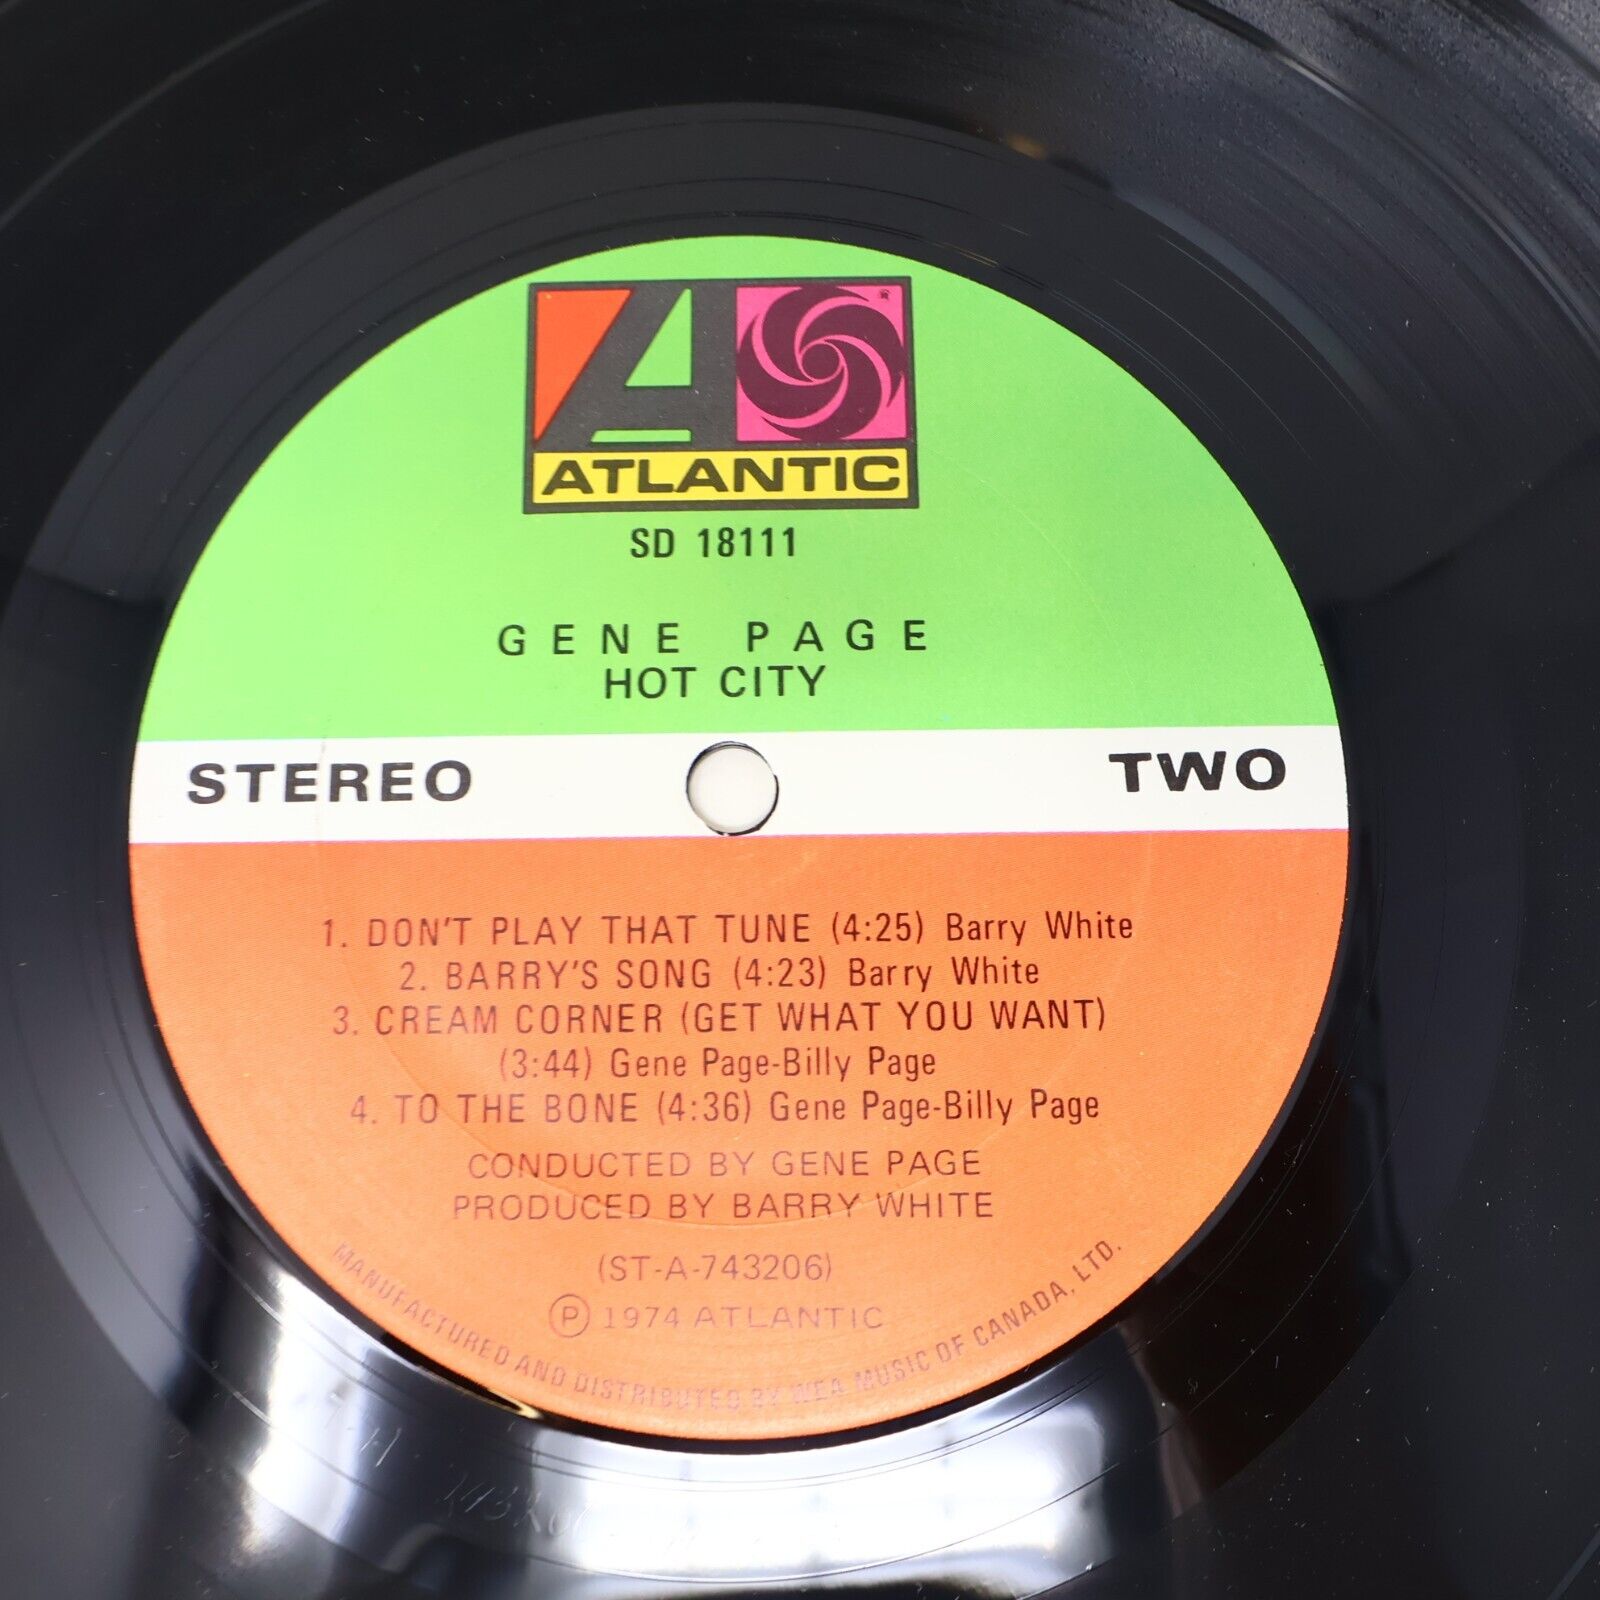 ATLANTIC
SD 18111
GENE PAGE
HOT CITY
STEREO
TWO
1. DON'T PLAY THAT TUNE (4:25) Barry White
2. BARRY'S SONG (4:23) Barry White
3. CREAM CORNER (GET WHAT YOU WANT)
(3:44) Gene Page-Billy Page
4. TO THE BONE (4:36) Gene Page-Billy Page
CONDUCTED BY GENE PAGE
PRODUCED BY BARRY WHITE
(ST-A-743206)
Ⓟ 1974 ATLANTIC
MANUFACTURED AND DISTRIBUTED BY WEA MUSIC OF CANADA, LTD.